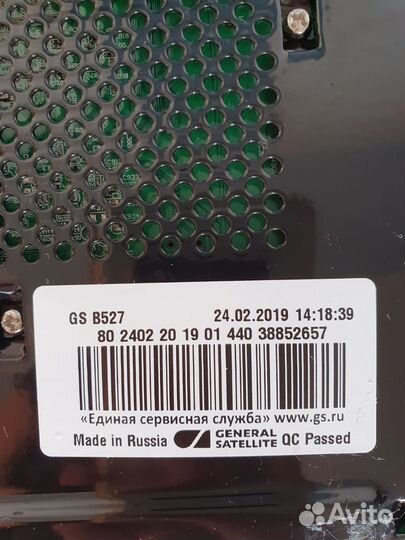 GS B527 24.02.2019 14:18:39
80 2402 20 19 01 440 38852657
«Единая сервисная служба» www.gs.ru
Made in Russia GENERAL SATELLITE QC Passed
Avito